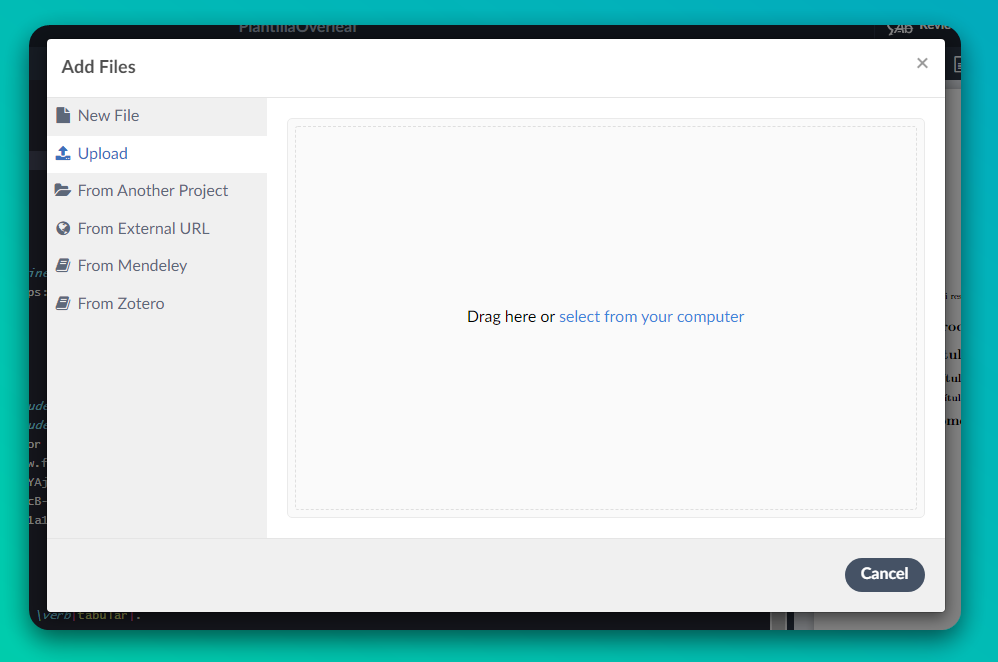 PlantillaOverleaf
Add Files
×
New File
Upload
From Another Project
From External URL
From Mendeley
From Zotero
Drag here or select from your computer
Cancel
\verb|tabular|.